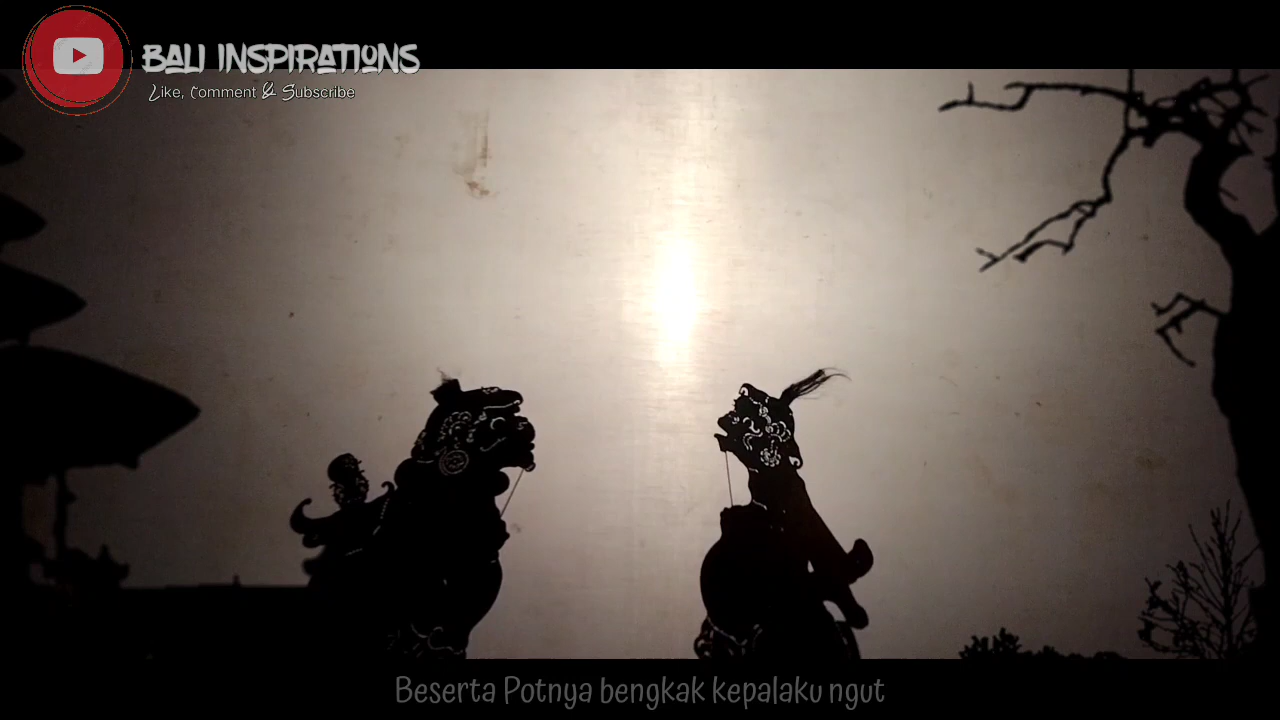 BALI INSPIRATIONS
Like, Comment & Subscribe
Beserta Potnya bengkak kepalaku ngut